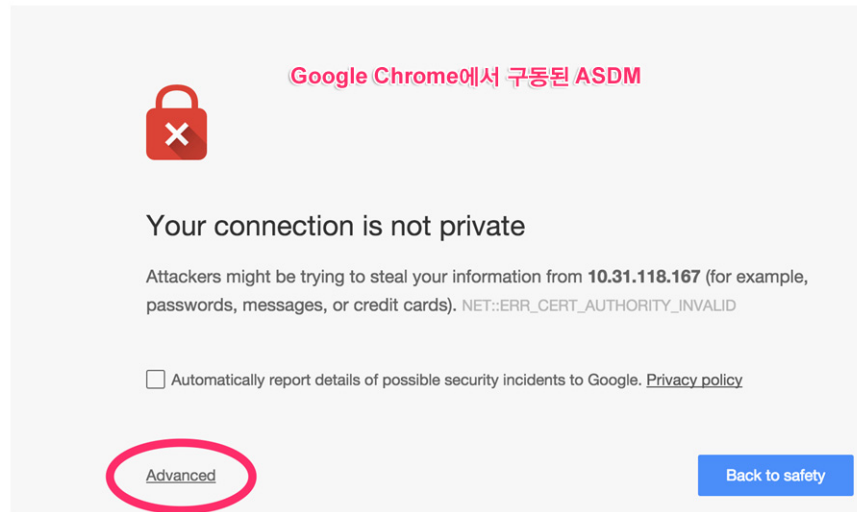 Google Chrome에서 구동된 ASDM
Your connection is not private
Attackers might be trying to steal your information from 10.31.118.167 (for example,
passwords, messages, or credit cards). NET::ERR_CERT_AUTHORITY_INVALID
Automatically report details of possible security incidents to Google. Privacy policy
Advanced
Back to safety